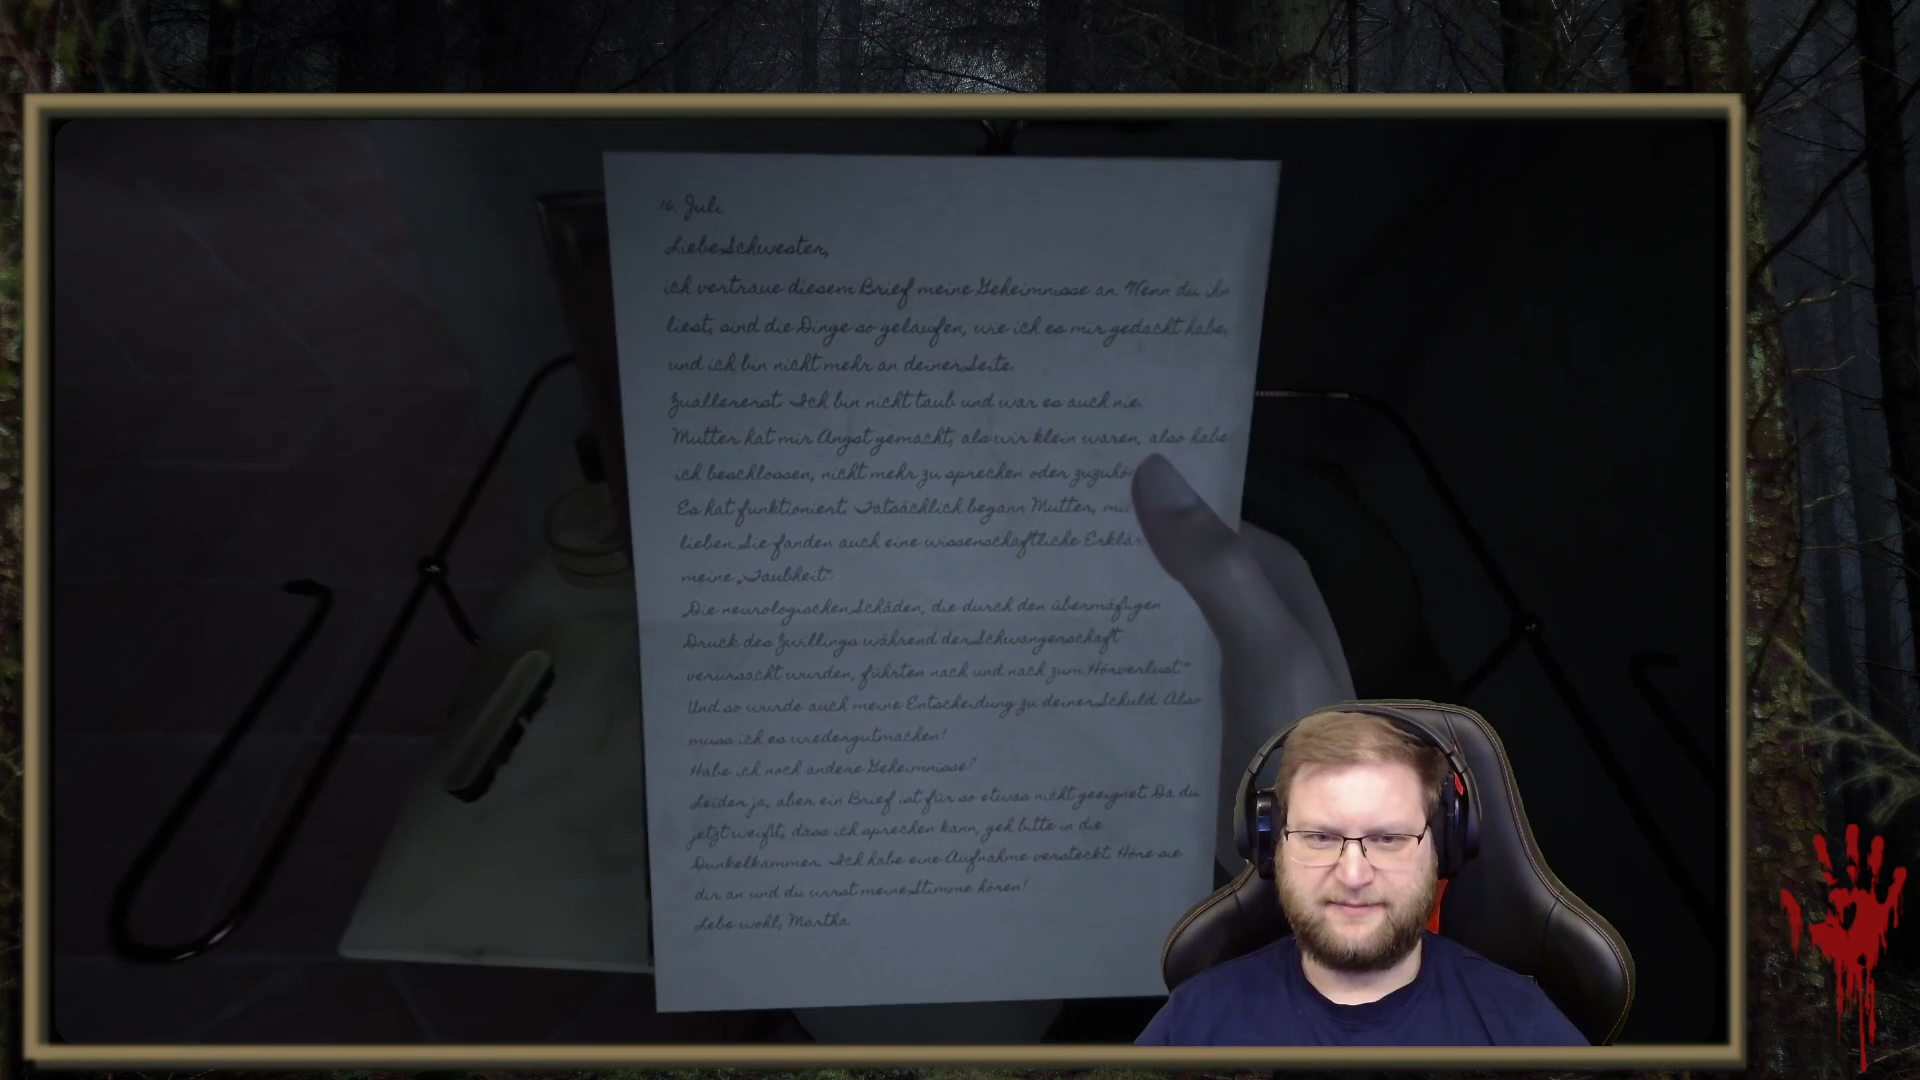 16. Juli
Liebe Schwester,
ich vertraue diesem Brief meine Geheimnisse an. Wenn du ihn
liest, sind die Dinge so gelaufen, wie ich es mir gedacht habe,
und ich bin nicht mehr an deiner Seite.
Zuallererst: Ich bin nicht taub und war es auch nie.
Mutter hat mir Angst gemacht, als wir klein waren, also habe
ich beschlossen, nicht mehr zu sprechen oder
Es hat funktioniert. Tatsächlich begann Mutter,
lieben. Sie fanden auch eine wissenschaftliche
meine „Taubheit“:
Die neurologischen Schäden, die durch den übermäßigen
Druck des Zwillings während der Schwangerschaft
verursacht wurden, führten nach und nach zum Hörverlust.“
Und so wurde auch meine Entscheidung zu deiner Schuld. Also
muss ich es wiedergutmachen!
Habe ich noch andere Geheimnisse?
Leider ja, aber ein Brief ist für so etwas nicht geeignet. Da du
jetzt weißt, dass ich sprechen kann, geh bitte in die
Dunkelkammer. Ich habe eine Aufnahme versteckt. Höre sie
dir an und du wirst meine Stimme hören!
Lebe wohl, Martha.